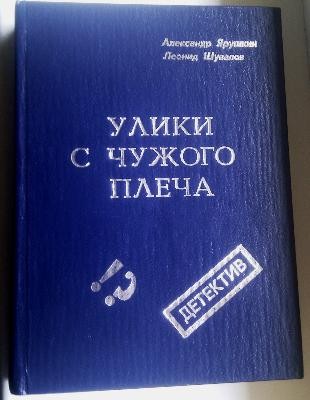 Александр Ярушкин
Леонид Шувалов
УЛИКИ
С ЧУЖОГО
ПЛЕЧА
!?
ДЕТЕКТИВ